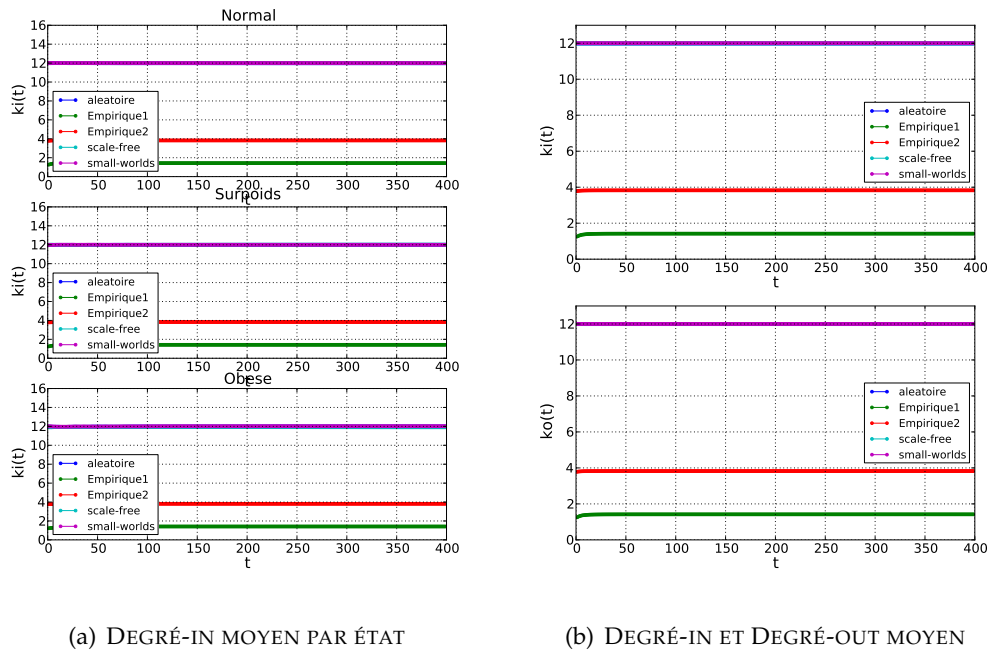 Normal
16
14
12
10
8
6
4
2
0
ki(t)
aleatoire
Empirique1
Empirique2
scale-free
small-worlds
0 50 100 150 200 250 300 350 400
t
Surpoids
16
14
12
10
8
6
4
2
0
ki(t)
aleatoire
Empirique1
Empirique2
scale-free
small-worlds
0 50 100 150 200 250 300 350 400
t
Obese
16
14
12
10
8
6
4
2
0
ki(t)
aleatoire
Empirique1
Empirique2
scale-free
small-worlds
0 50 100 150 200 250 300 350 400
t
12
10
8
6
4
2
0
ki(t)
aleatoire
Empirique1
Empirique2
scale-free
small-worlds
0 50 100 150 200 250 300 350 400
t
12
10
8
6
4
2
0
ko(t)
aleatoire
Empirique1
Empirique2
scale-free
small-worlds
0 50 100 150 200 250 300 350 400
t
(a) DEGRÉ-IN MOYEN PAR ÉTAT
(b) DEGRÉ-IN ET DEGRÉ-OUT MOYEN